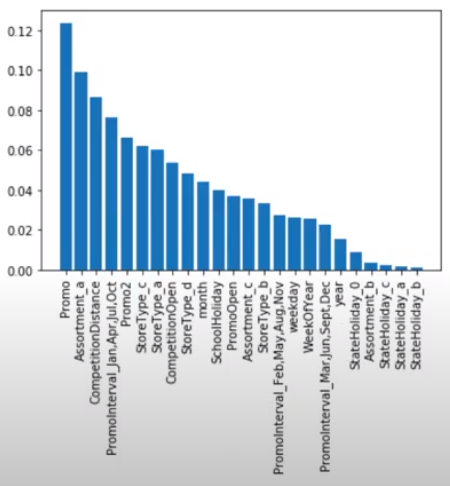 0.12
0.10
0.08
0.06
0.04
0.02
0.00
Promo
Assortment_a
CompetitionDistance
PromoInterval_Jan,Apr,Jul,Oct
Promo2
StoreType_c
StoreType_a
CompetitionOpen
StoreType_d
month
SchoolHoliday
PromoOpen
Assortment_c
StoreType_b
PromoInterval_Feb,May,Aug,Nov
weekday
WeekOfYear
PromoInterval_Mar,Jun,Sept,Dec
year
StateHoliday_0
Assortment_b
StateHoliday_c
StateHoliday_a
StateHoliday_b